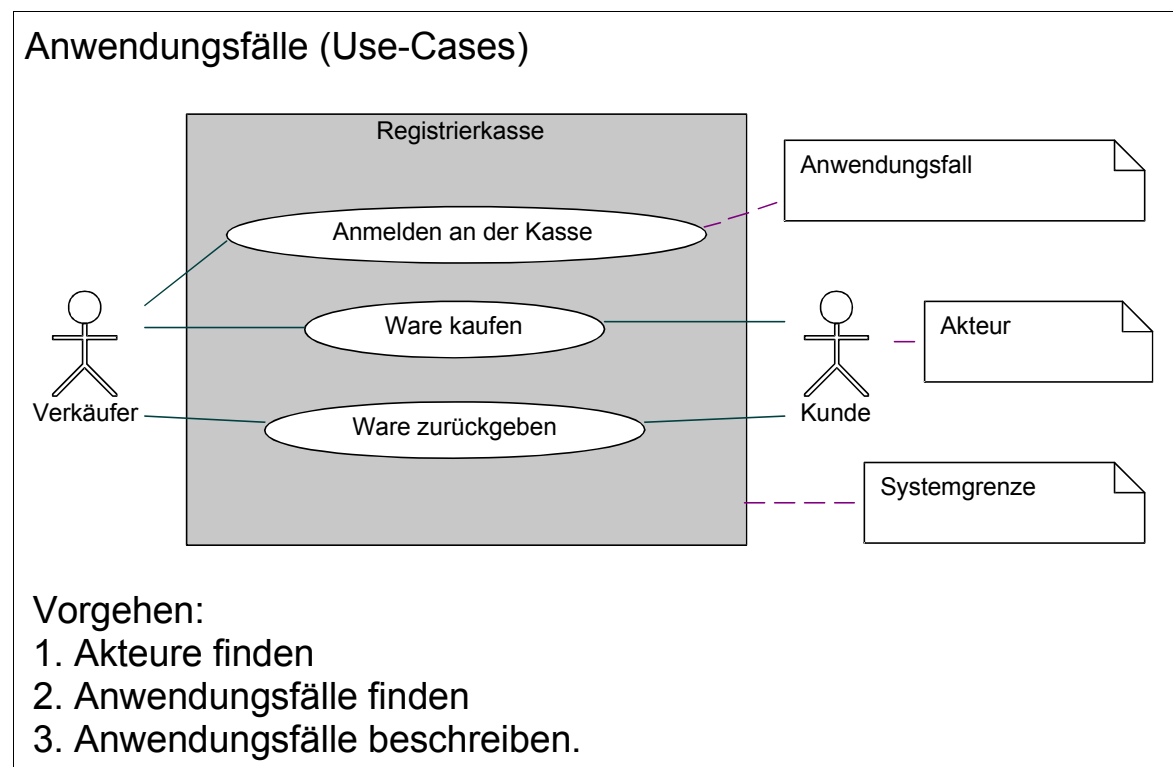 Anwendungsfälle (Use-Cases)
Registrierkasse
Anwendungsfall
Anmelden an der Kasse
Ware kaufen
Akteur
Verkäufer
Kunde
Ware zurückgeben
Systemgrenze
Vorgehen:
1. Akteure finden
2. Anwendungsfälle finden
3. Anwendungsfälle beschreiben.